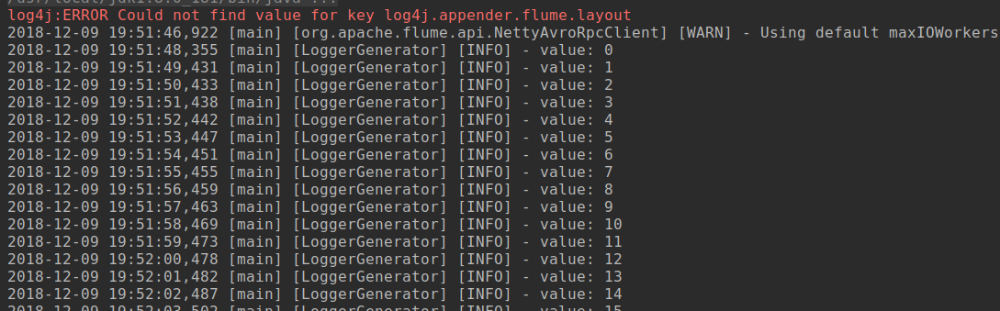 /usr/local/jdk1.8.0_181/bin/java ...
log4j:ERROR Could not find value for key log4j.appender.flume.layout
2018-12-09 19:51:46,922 [main] [org.apache.flume.api.NettyAvroRpcClient] [WARN] - Using default maxIOWorkers
2018-12-09 19:51:48,355 [main] [LoggerGenerator] [INFO] - value: 0
2018-12-09 19:51:49,431 [main] [LoggerGenerator] [INFO] - value: 1
2018-12-09 19:51:50,433 [main] [LoggerGenerator] [INFO] - value: 2
2018-12-09 19:51:51,438 [main] [LoggerGenerator] [INFO] - value: 3
2018-12-09 19:51:52,442 [main] [LoggerGenerator] [INFO] - value: 4
2018-12-09 19:51:53,447 [main] [LoggerGenerator] [INFO] - value: 5
2018-12-09 19:51:54,451 [main] [LoggerGenerator] [INFO] - value: 6
2018-12-09 19:51:55,455 [main] [LoggerGenerator] [INFO] - value: 7
2018-12-09 19:51:56,459 [main] [LoggerGenerator] [INFO] - value: 8
2018-12-09 19:51:57,463 [main] [LoggerGenerator] [INFO] - value: 9
2018-12-09 19:51:58,469 [main] [LoggerGenerator] [INFO] - value: 10
2018-12-09 19:51:59,473 [main] [LoggerGenerator] [INFO] - value: 11
2018-12-09 19:52:00,478 [main] [LoggerGenerator] [INFO] - value: 12
2018-12-09 19:52:01,482 [main] [LoggerGenerator] [INFO] - value: 13
2018-12-09 19:52:02,487 [main] [LoggerGenerator] [INFO] - value: 14
2018-12-09 19:52:03,502 [main] [LoggerGenerator] [INFO] - value: 15